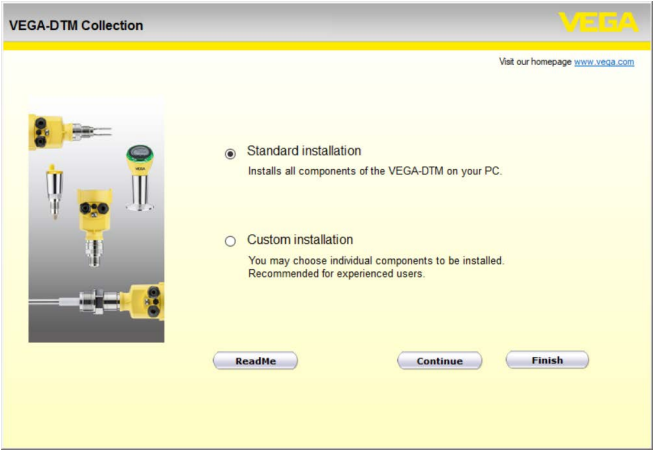 VEGA-DTM Collection
VEGA
Visit our homepage www.vega.com
Standard installation
Installs all components of the VEGA-DTM on your PC.
Custom installation
You may choose individual components to be installed.
Recommended for experienced users.
ReadMe
Continue
Finish